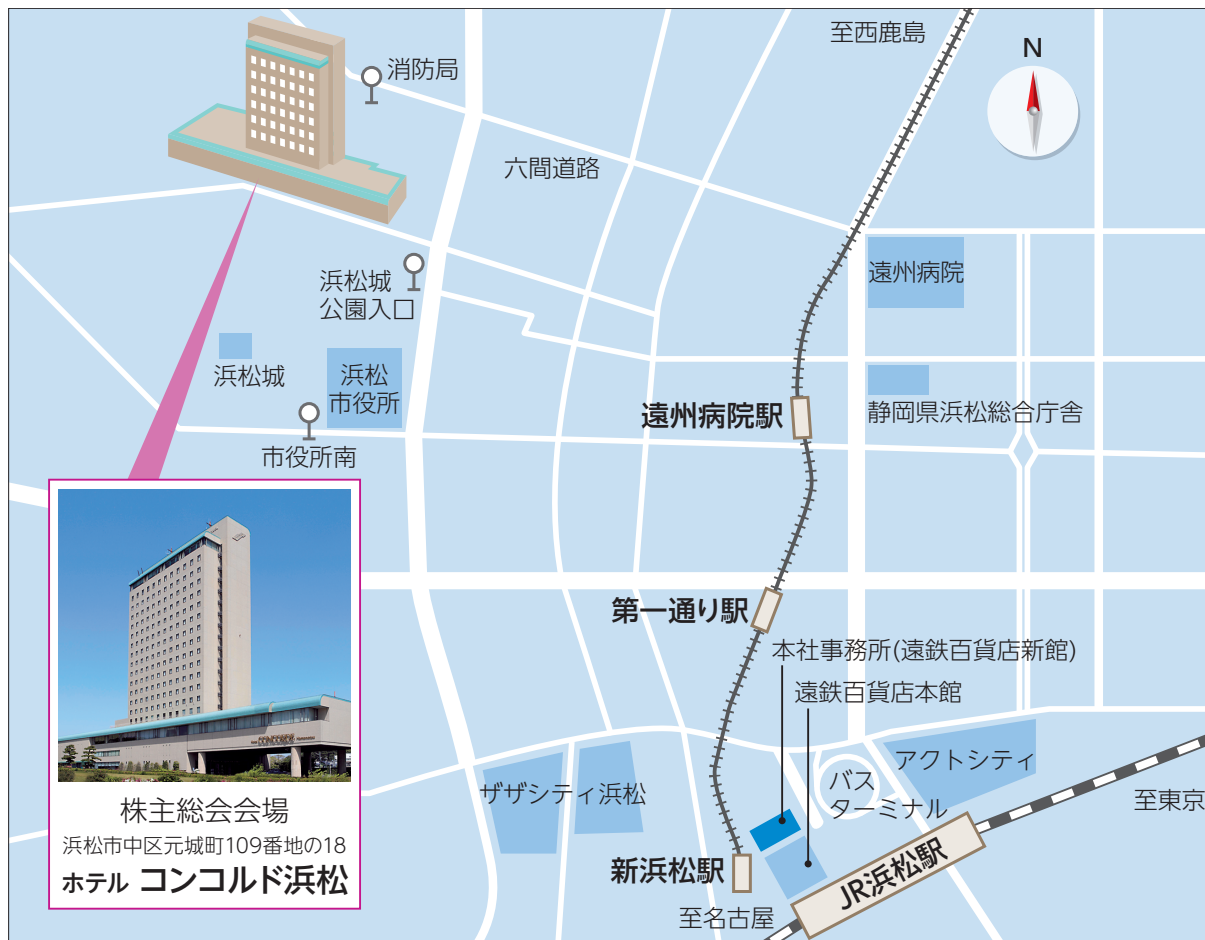 至西鹿島
N
消防局
六間道路
浜松城
公園入口
遠州病院
浜松城
浜松
市役所
遠州病院駅
静岡県浜松総合庁舎
市役所南
第一通り駅
本社事務所(遠鉄百貨店新館)
遠鉄百貨店本館
アクトシティ
バス
ターミナル
ザザシティ浜松
至東京
新浜松駅
JR浜松駅
至名古屋
株主総会会場
浜松市中区元城町109番地の18
ホテル コンコルド浜松